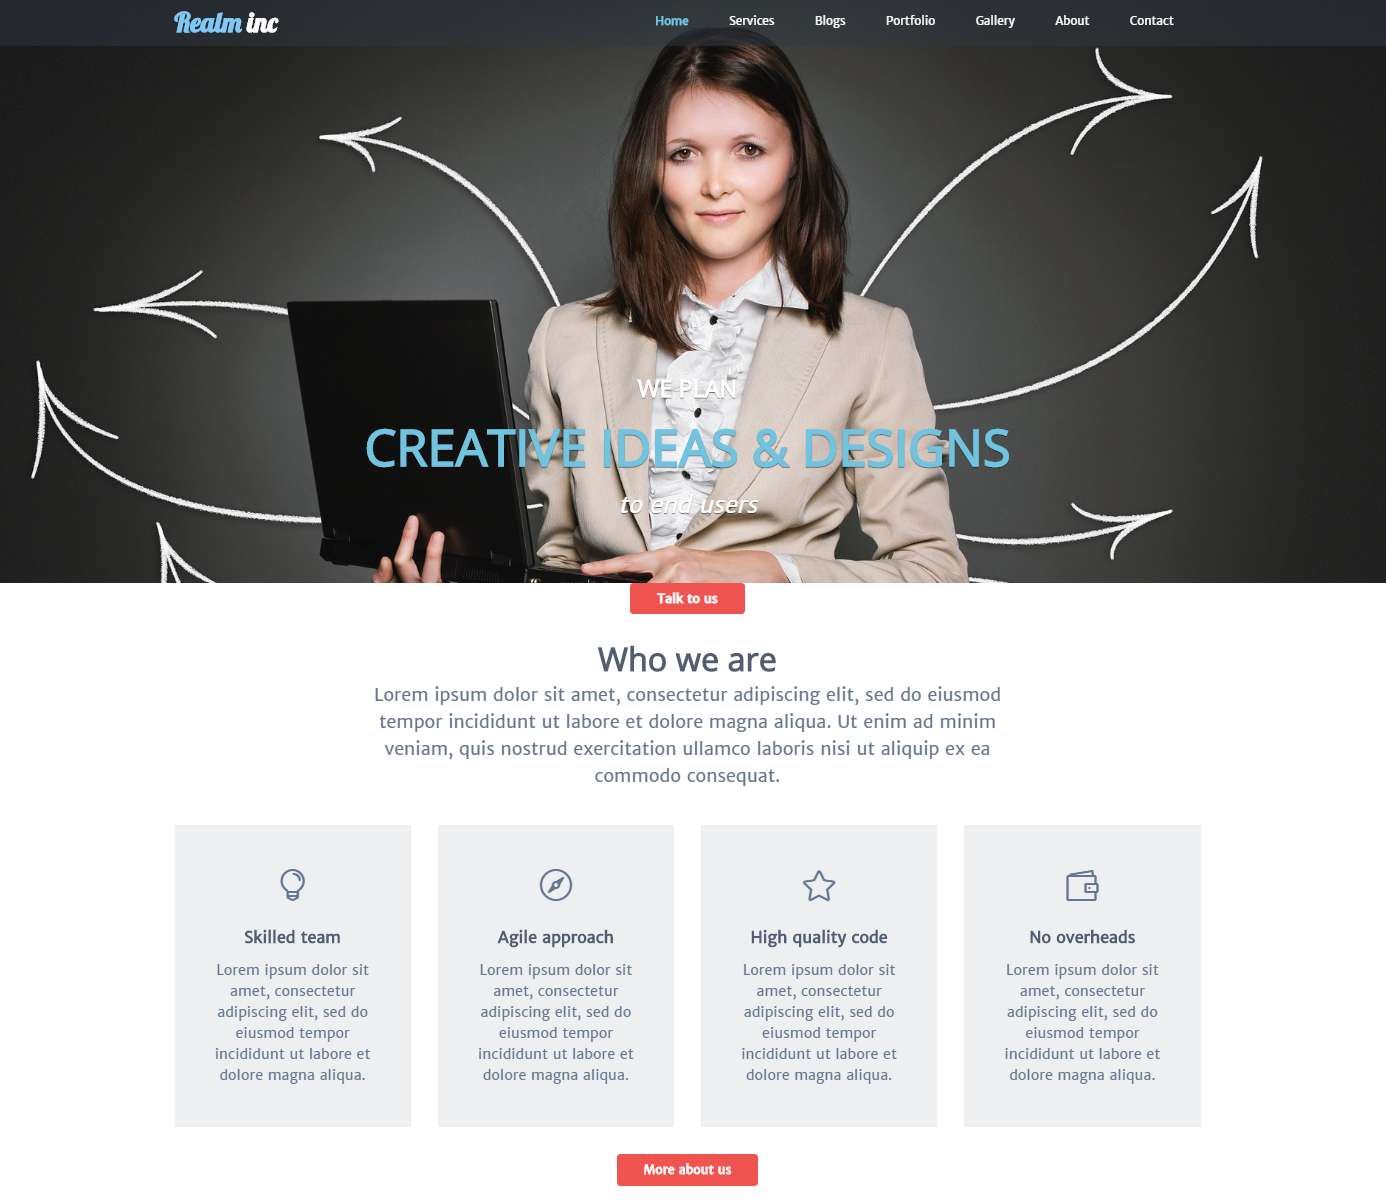 Realm inc
Home Services Blogs Portfolio Gallery About Contact
WE PLAN
CREATIVE IDEAS & DESIGNS
to end users
Talk to us
Who we are
Lorem ipsum dolor sit amet, consectetur adipiscing elit, sed do eiusmod
tempor incididunt ut labore et dolore magna aliqua. Ut enim ad minim
veniam, quis nostrud exercitation ullamco laboris nisi ut aliquip ex ea
commodo consequat.
Skilled team
Lorem ipsum dolor sit
amet, consectetur
adipiscing elit, sed do
eiusmod tempor
incididunt ut labore et
dolore magna aliqua.
Agile approach
Lorem ipsum dolor sit
amet, consectetur
adipiscing elit, sed do
eiusmod tempor
incididunt ut labore et
dolore magna aliqua.
High quality code
Lorem ipsum dolor sit
amet, consectetur
adipiscing elit, sed do
eiusmod tempor
incididunt ut labore et
dolore magna aliqua.
No overheads
Lorem ipsum dolor sit
amet, consectetur
adipiscing elit, sed do
eiusmod tempor
incididunt ut labore et
dolore magna aliqua.
More about us